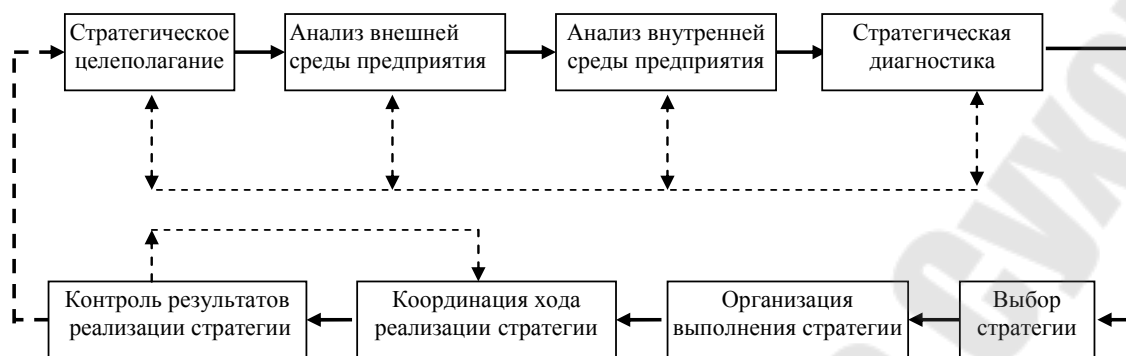 Стратегическое
целеполагание
Анализ внешней
среды предприятия
Анализ внутренней
среды предприятия
Стратегическая
диагностика
Контроль результатов
реализации стратегии
Координация хода
реализации стратегии
Организация
выполнения стратегии
Выбор
стратегии